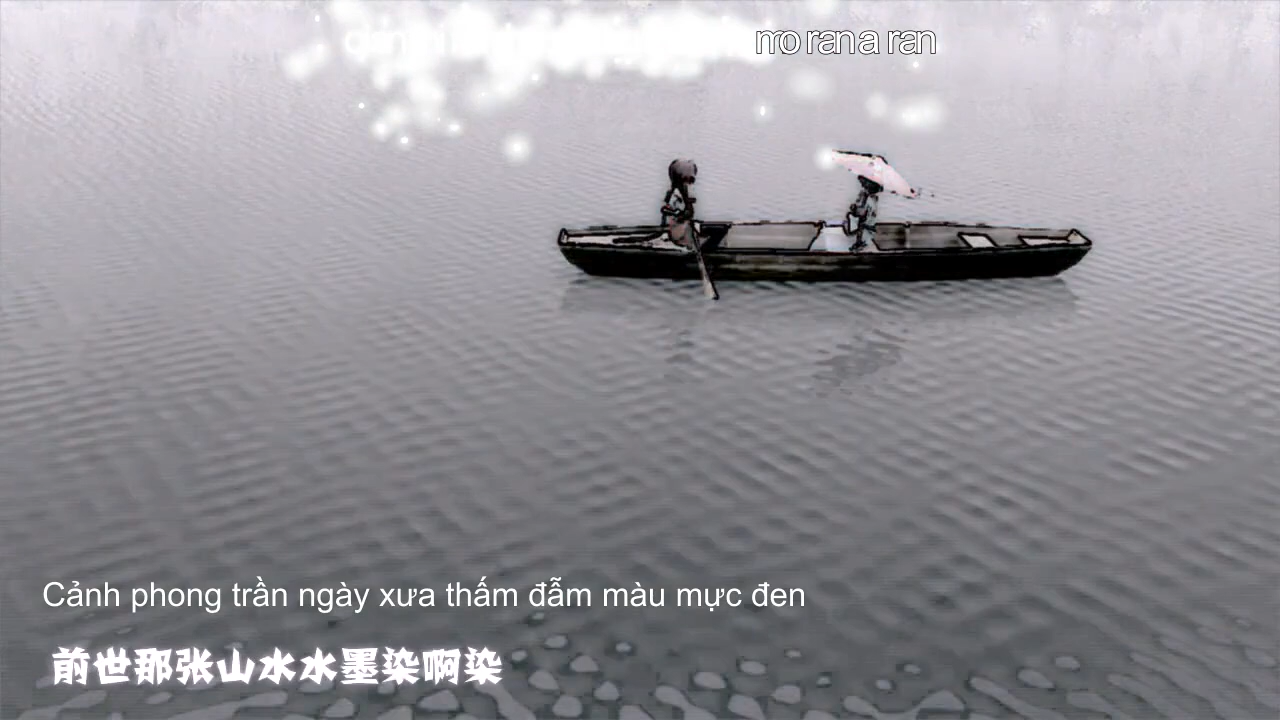 mo ran a ran
Cảnh phong trần ngày xưa thấm đẫm màu mực đen
前世那张山水水墨染啊染